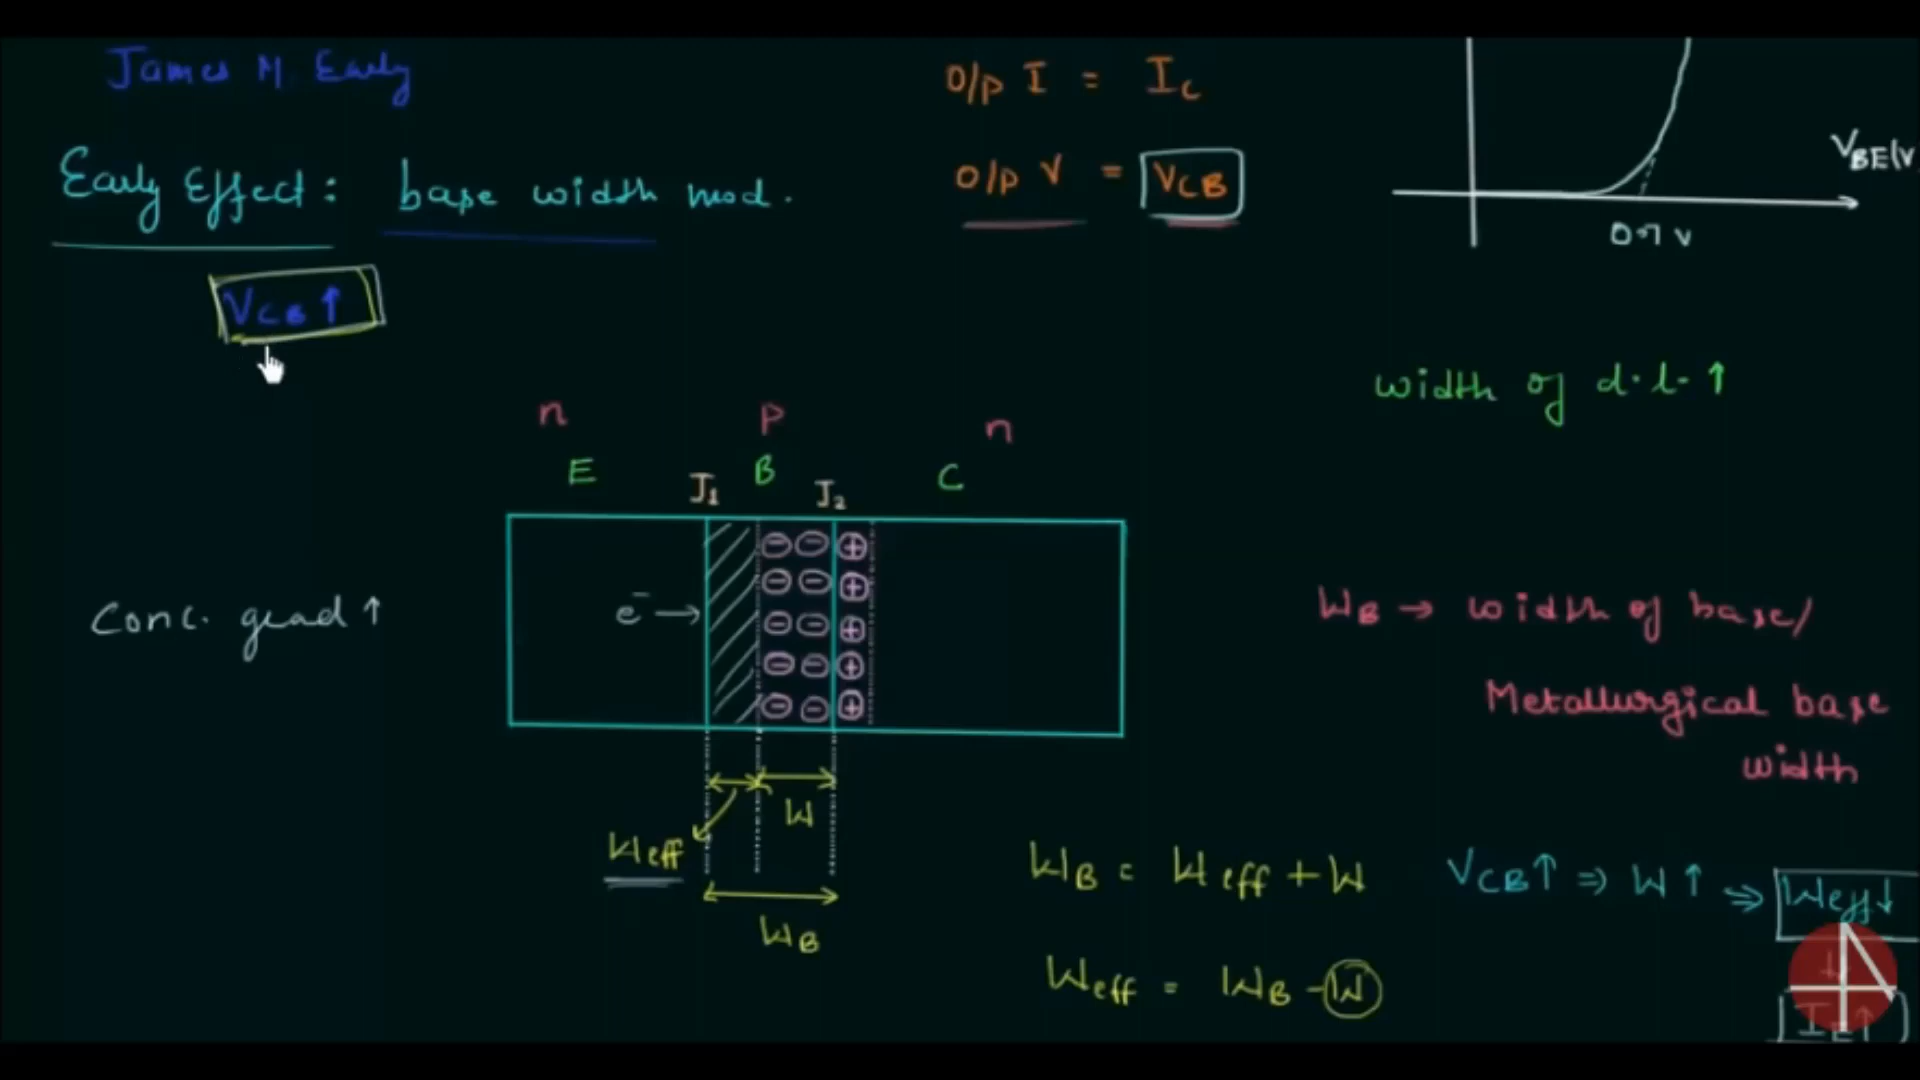 James M. Early
O/p I = IC
Early Effect: base width mod.
O/p V = VCB
VBE(V
0.7 V
VCB↑
width of d.l.↑
n p n
E J1 B J2 C
Conc. grad ↑
e⁻ →
WB → width of base/
Metallurgical base
width
W
Weff
WB = Weff + W
VCB↑ ⇒ W↑ ⇒ Weff↓
WB
Weff = WB - W
↓
IE↑